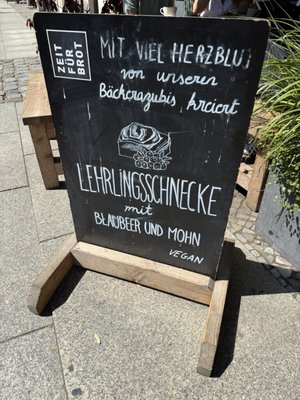 ZEIT
FÜR
BROT
MIT VIEL HERZBLUT
von unseren
Bäckerazubis kreiert
LEHRLINGSSCHNECKE
mit
BLAUBEER UND MOHN
VEGAN